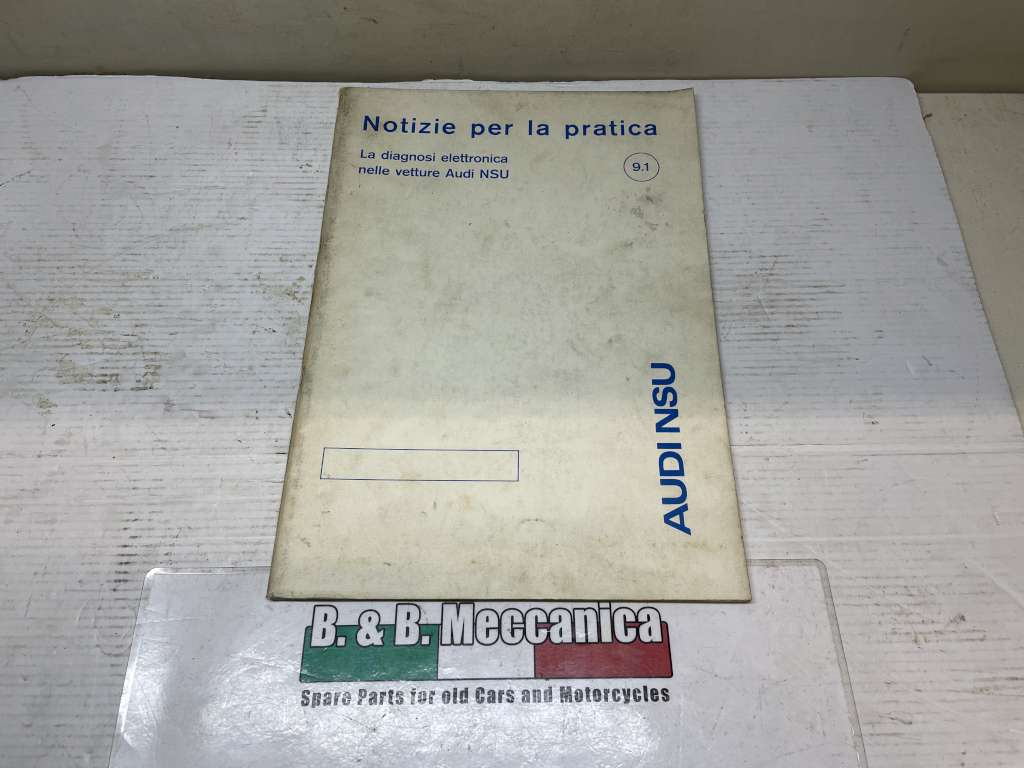 Notizie per la pratica
La diagnosi elettronica
nelle vetture Audi NSU
9.1
AUDI NSU
B. & B. Meccanica
Spare Parts for old Cars and Motorcycles